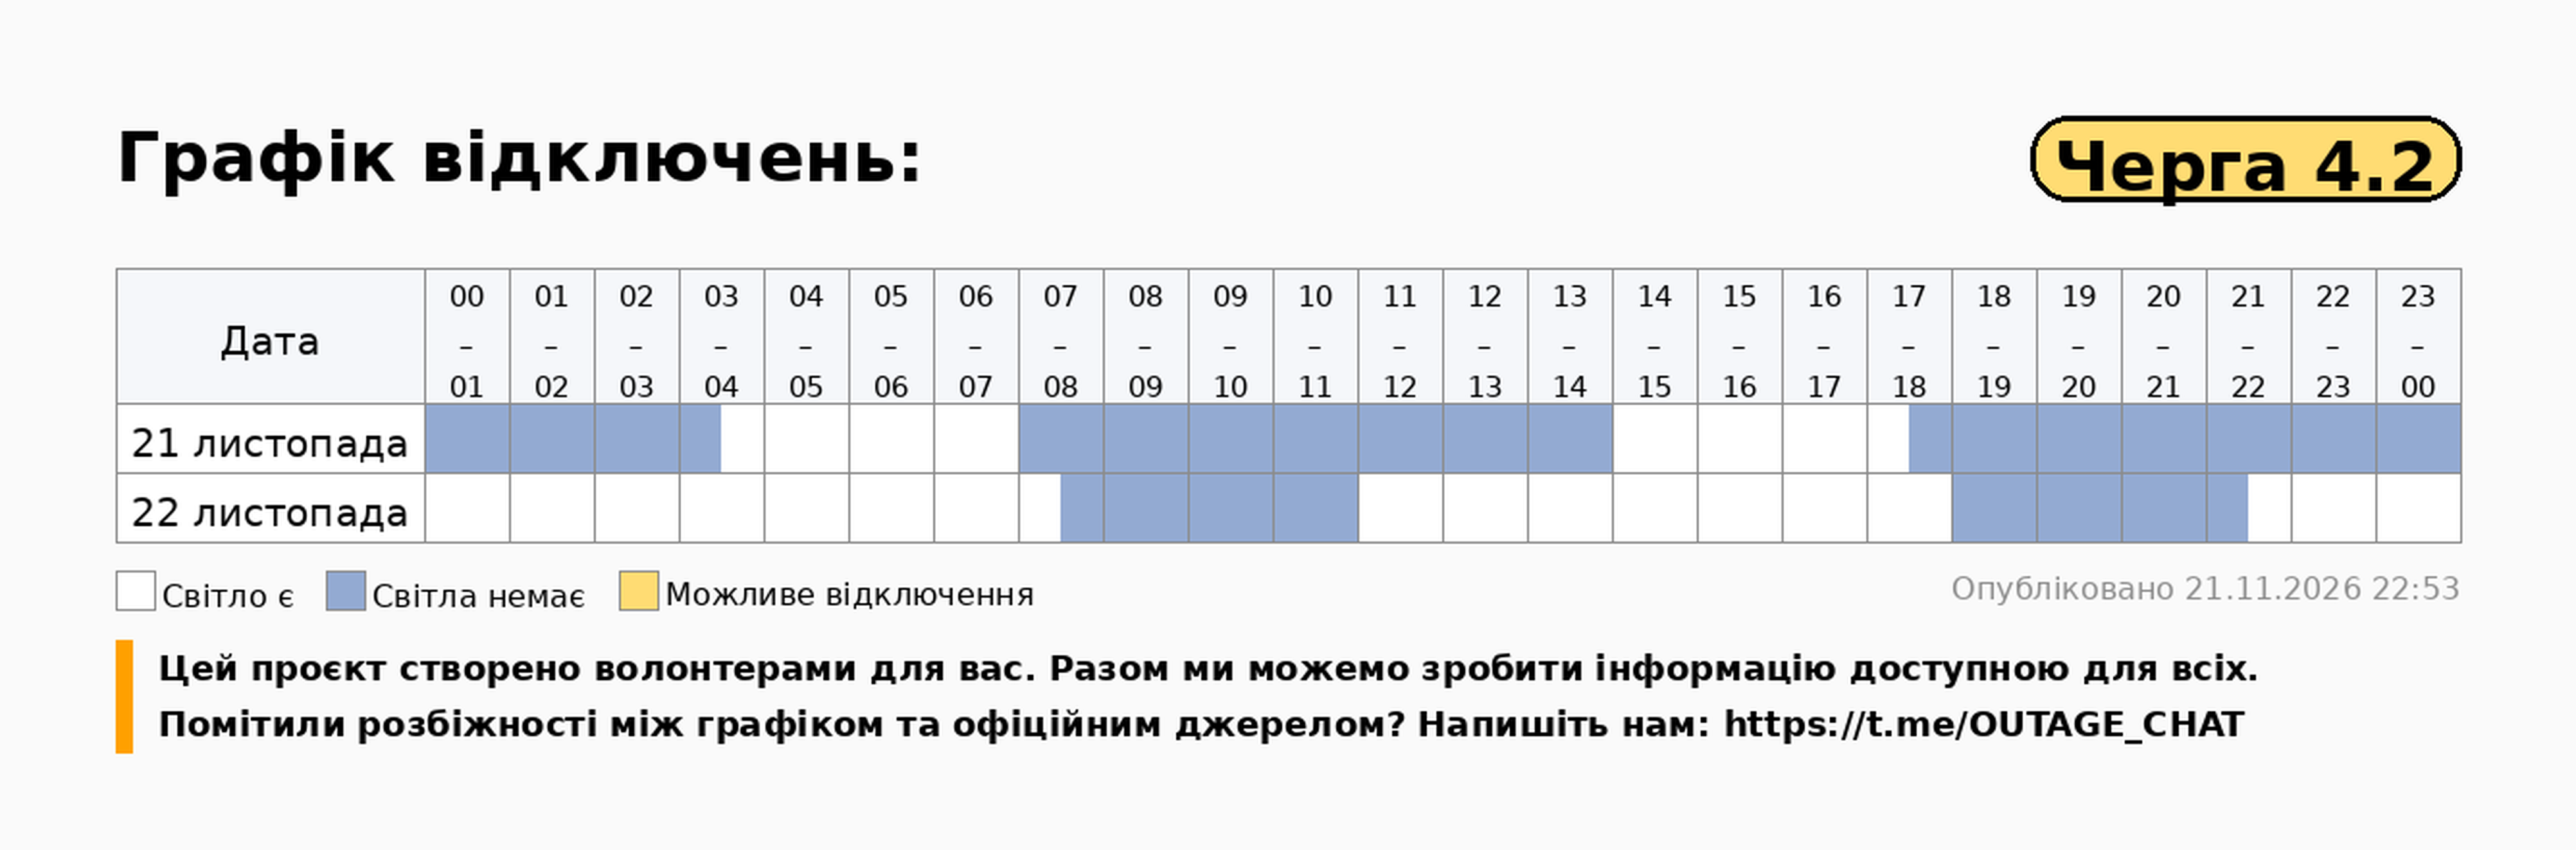 Графік відключень:
Черга 4.2
Дата
00 01 02 03 04 05 06 07 08 09 10 11 12 13 14 15 16 17 18 19 20 21 22 23
– – – – – – – – – – – – – – – – – – – – – – – –
01 02 03 04 05 06 07 08 09 10 11 12 13 14 15 16 17 18 19 20 21 22 23 00
21 листопада
22 листопада
Світло є Світла немає Можливе відключення
Опубліковано 21.11.2026 22:53
Цей проєкт створено волонтерами для вас. Разом ми можемо зробити інформацію доступною для всіх.
Помітили розбіжності між графіком та офіційним джерелом? Напишіть нам: https://t.me/OUTAGE_CHAT